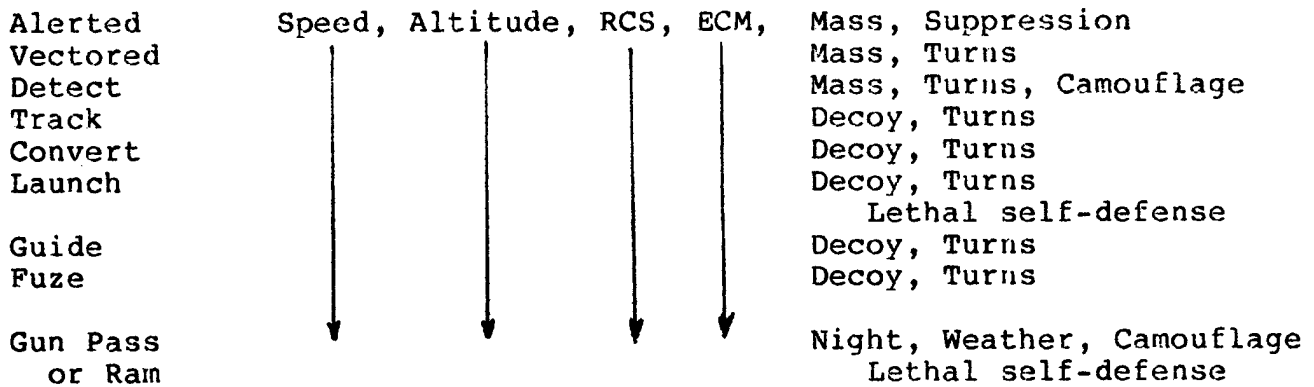 Alerted Speed, Altitude, RCS, ECM, Mass, Suppression
Vectored Mass, Turns
Detect Mass, Turns, Camouflage
Track Decoy, Turns
Convert Decoy, Turns
Launch Decoy, Turns
Lethal self-defense
Guide Decoy, Turns
Fuze Decoy, Turns
Gun Pass Night, Weather, Camouflage
or Ram Lethal self-defense